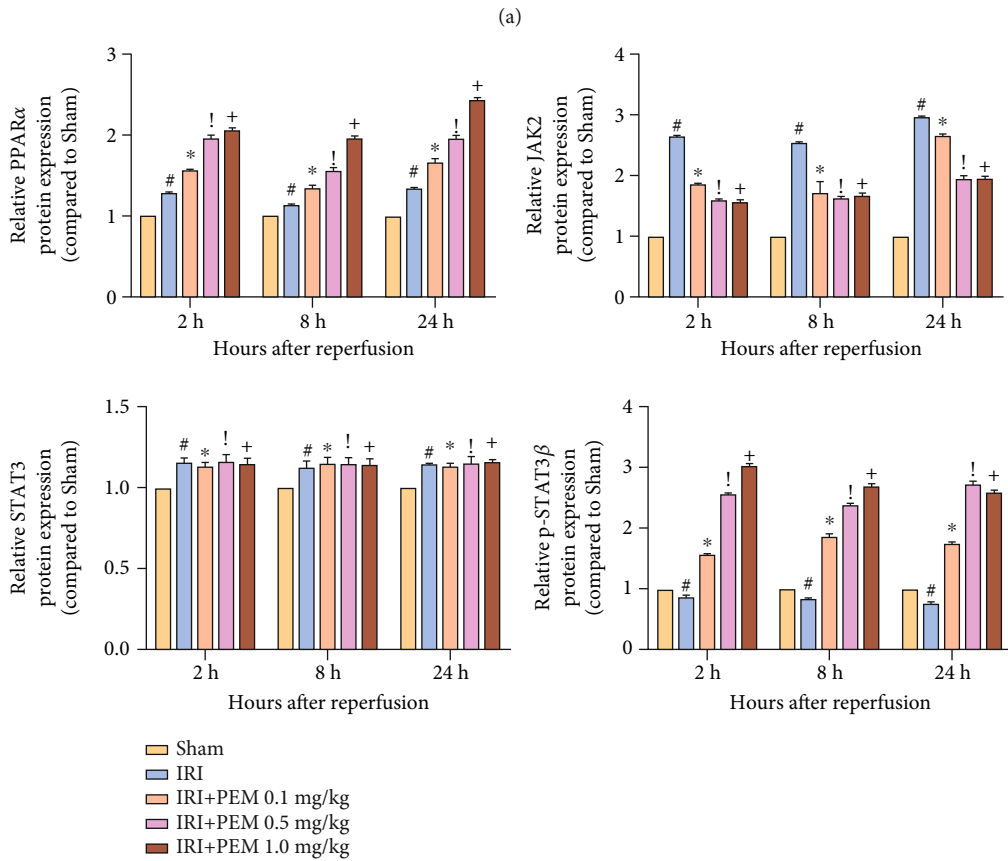 (a)
Relative PPARα
protein expression
(compared to Sham)
3
2
1
0
#
*
!
+
#
*
!
+
#
*
!
+
2 h
8 h
24 h
Hours after reperfusion
Relative JAK2
protein expression
(compared to Sham)
4
3
2
1
0
#
*
!
+
#
*
!
+
#
*
!
+
2 h
8 h
24 h
Hours after reperfusion
Relative STAT3
protein expression
(compared to Sham)
1.5
1.0
0.5
0.0
#
*
!
+
#
*
!
+
#
*
!
+
2 h
8 h
24 h
Hours after reperfusion
Relative p-STAT3β
protein expression
(compared to Sham)
4
3
2
1
0
#
*
!
+
#
*
!
+
#
*
!
+
2 h
8 h
24 h
Hours after reperfusion
Sham
IRI
IRI+PEM 0.1 mg/kg
IRI+PEM 0.5 mg/kg
IRI+PEM 1.0 mg/kg